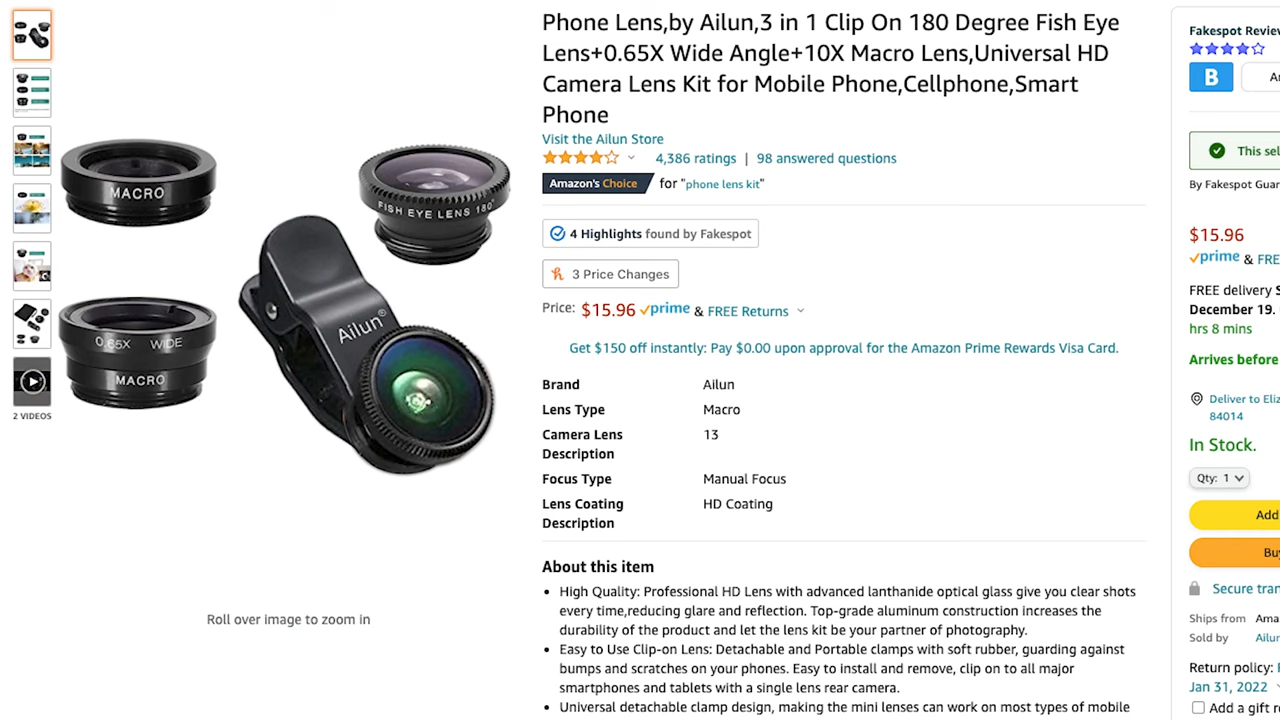 Phone Lens,by Ailun,3 in 1 Clip On 180 Degree Fish Eye
Lens+0.65X Wide Angle+10X Macro Lens,Universal HD
Camera Lens Kit for Mobile Phone,Cellphone,Smart
Phone
Visit the Ailun Store
4,386 ratings | 98 answered questions
Amazon's Choice for "phone lens kit"
4 Highlights found by Fakespot
3 Price Changes
Price: $15.96 prime & FREE Returns
Get $150 off instantly: Pay $0.00 upon approval for the Amazon Prime Rewards Visa Card.
Brand Ailun
Lens Type Macro
Camera Lens 13
Description
Focus Type Manual Focus
Lens Coating HD Coating
Description
About this item
• High Quality: Professional HD Lens with advanced lanthanide optical glass give you clear shots
every time,reducing glare and reflection. Top-grade aluminum construction increases the
durability of the product and let the lens kit be your partner of photography.
• Easy to Use Clip-on Lens: Detachable and Portable clamps with soft rubber, guarding against
bumps and scratches on your phones. Easy to install and remove, clip on to all major
smartphones and tablets with a single lens rear camera.
• Universal detachable clamp design, making the mini lenses can work on most types of mobile
MACRO
FISH EYE LENS 180°
Ailun®
0.65X WIDE
MACRO
2 VIDEOS
Roll over image to zoom in
Fakespot Review
B
This sel
By Fakespot Guar
$15.96
prime & FRE
FREE delivery S
December 19.
hrs 8 mins
Arrives before
Deliver to Eliz
84014
In Stock.
Qty: 1
Add
Buy
Secure tran
Ships from Ama
Sold by Ailun
Return policy:
Jan 31, 2022
Add a gift re